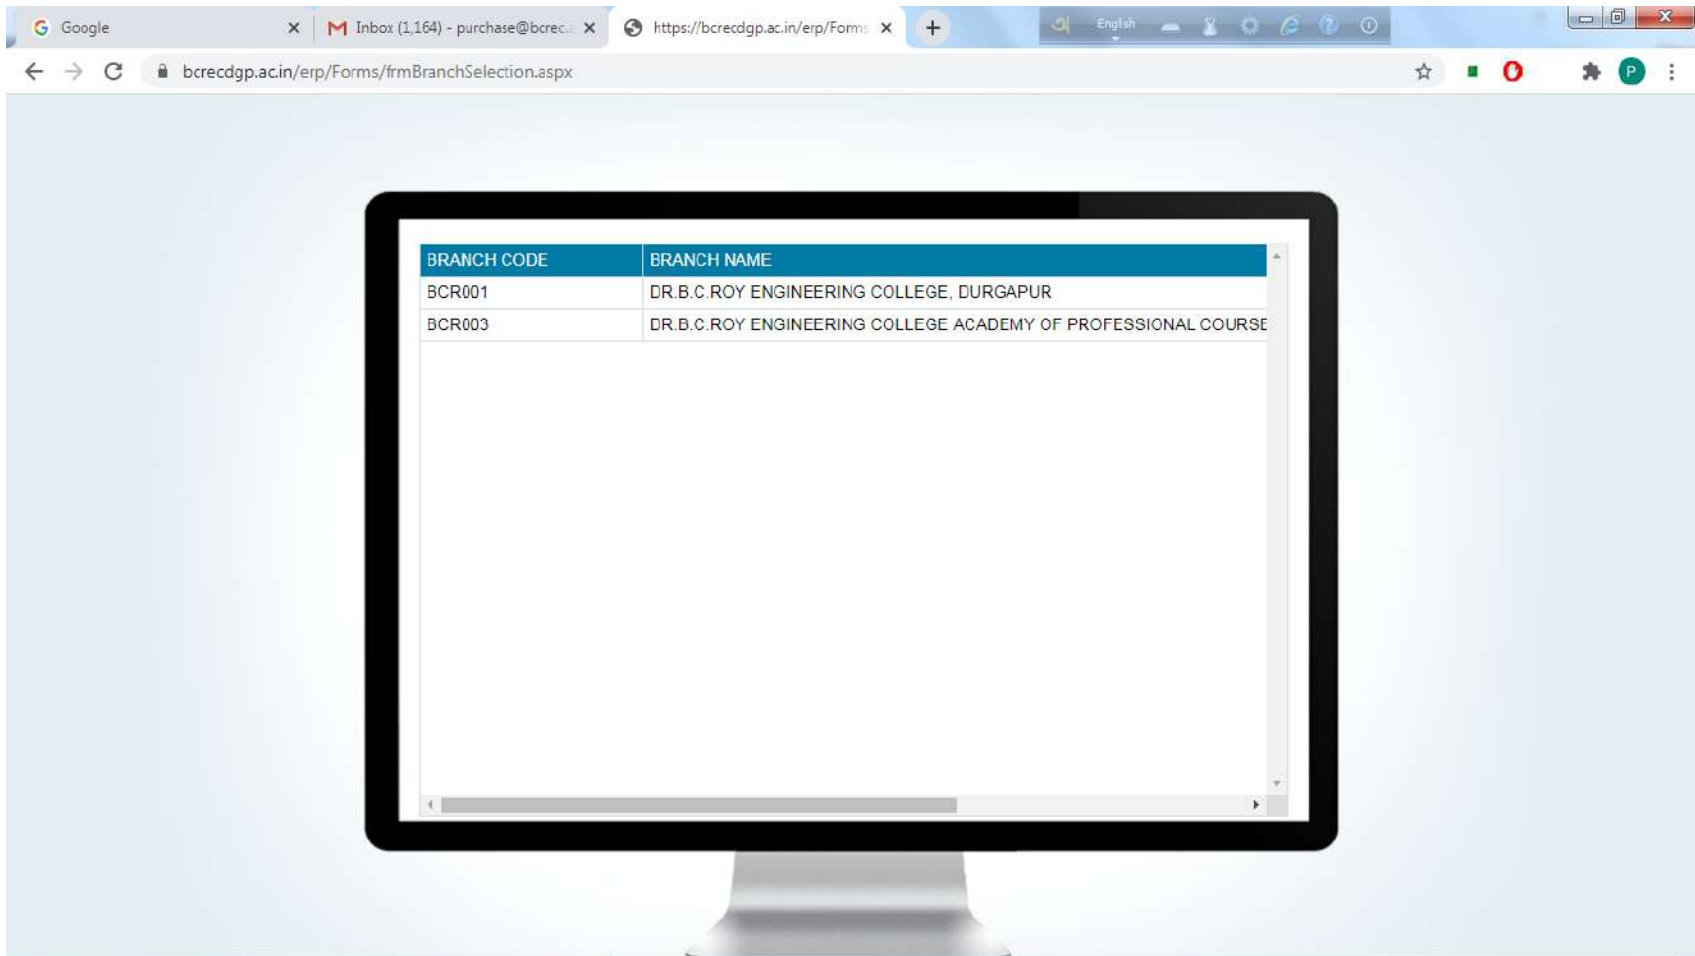 Google
Inbox (1,164) - purchase@bcrec.a
https://bcrecdgp.ac.in/erp/Forms
English
bcrecdgp.ac.in/erp/Forms/frmBranchSelection.aspx
P
BRANCH CODE BRANCH NAME
BCR001 DR.B.C.ROY ENGINEERING COLLEGE, DURGAPUR
BCR003 DR.B.C.ROY ENGINEERING COLLEGE ACADEMY OF PROFESSIONAL COURSE